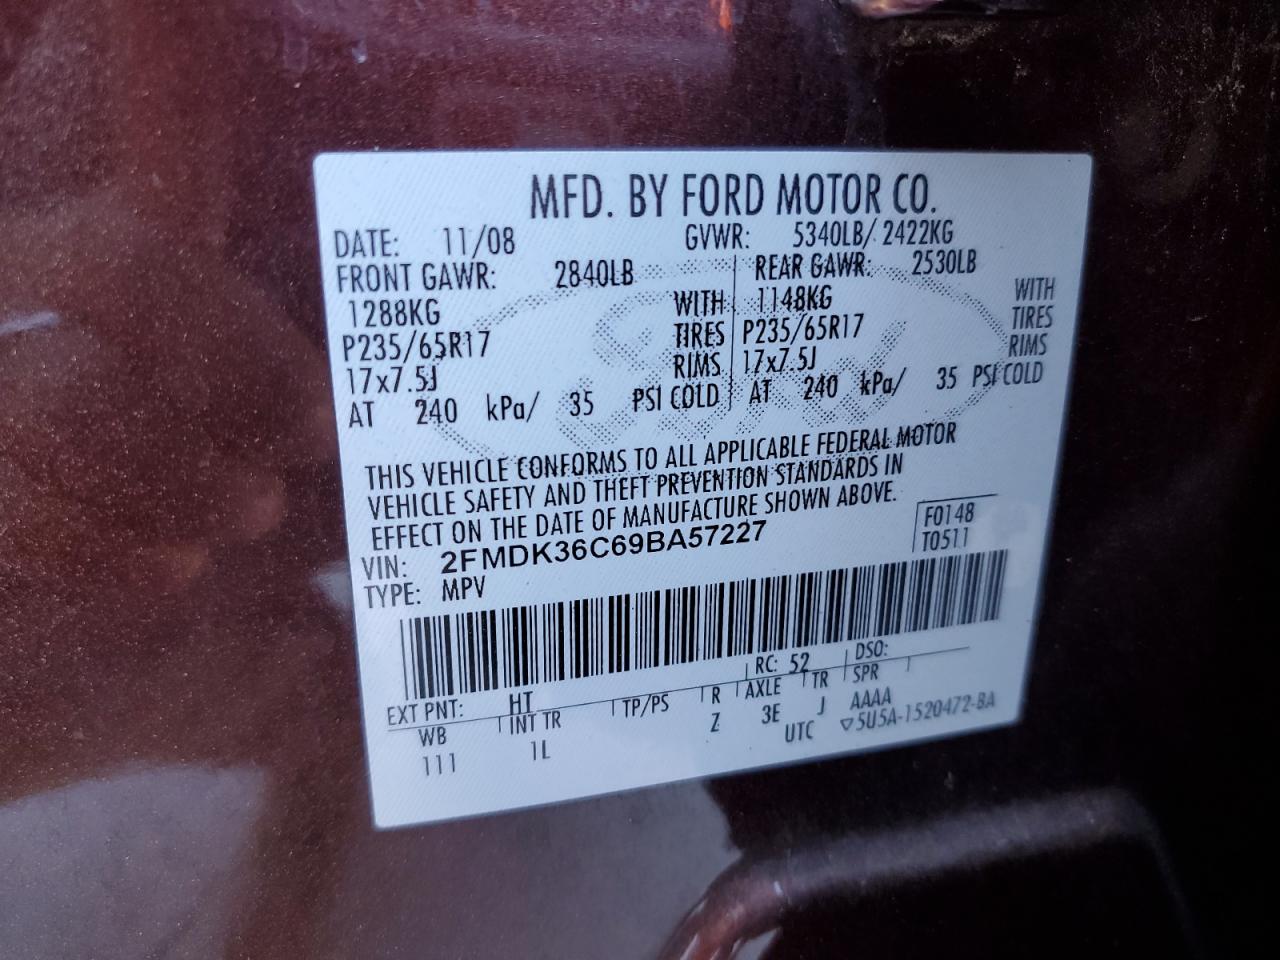 MFD. BY FORD MOTOR CO.
DATE: 11/08 GVWR: 5340LB/ 2422KG
FRONT GAWR: 2840LB REAR GAWR: 2530LB
1288KG WITH 1148KG WITH
P235/65R17 TIRES P235/65R17 TIRES
17x7.5J RIMS 17x7.5J RIMS
AT 240 kPa/ 35 PSI COLD AT 240 kPa/ 35 PSI COLD
THIS VEHICLE CONFORMS TO ALL APPLICABLE FEDERAL MOTOR
VEHICLE SAFETY AND THEFT PREVENTION STANDARDS IN
EFFECT ON THE DATE OF MANUFACTURE SHOWN ABOVE.
VIN: 2FMDK36C69BA57227 F0148
TYPE: MPV T0511
EXT PNT: HT RC: 52 DSO:
WB INT TR TP/PS R AXLE TR SPR
111 1L Z 3E J AAAA
UTC ▽5U5A-1520472-BA